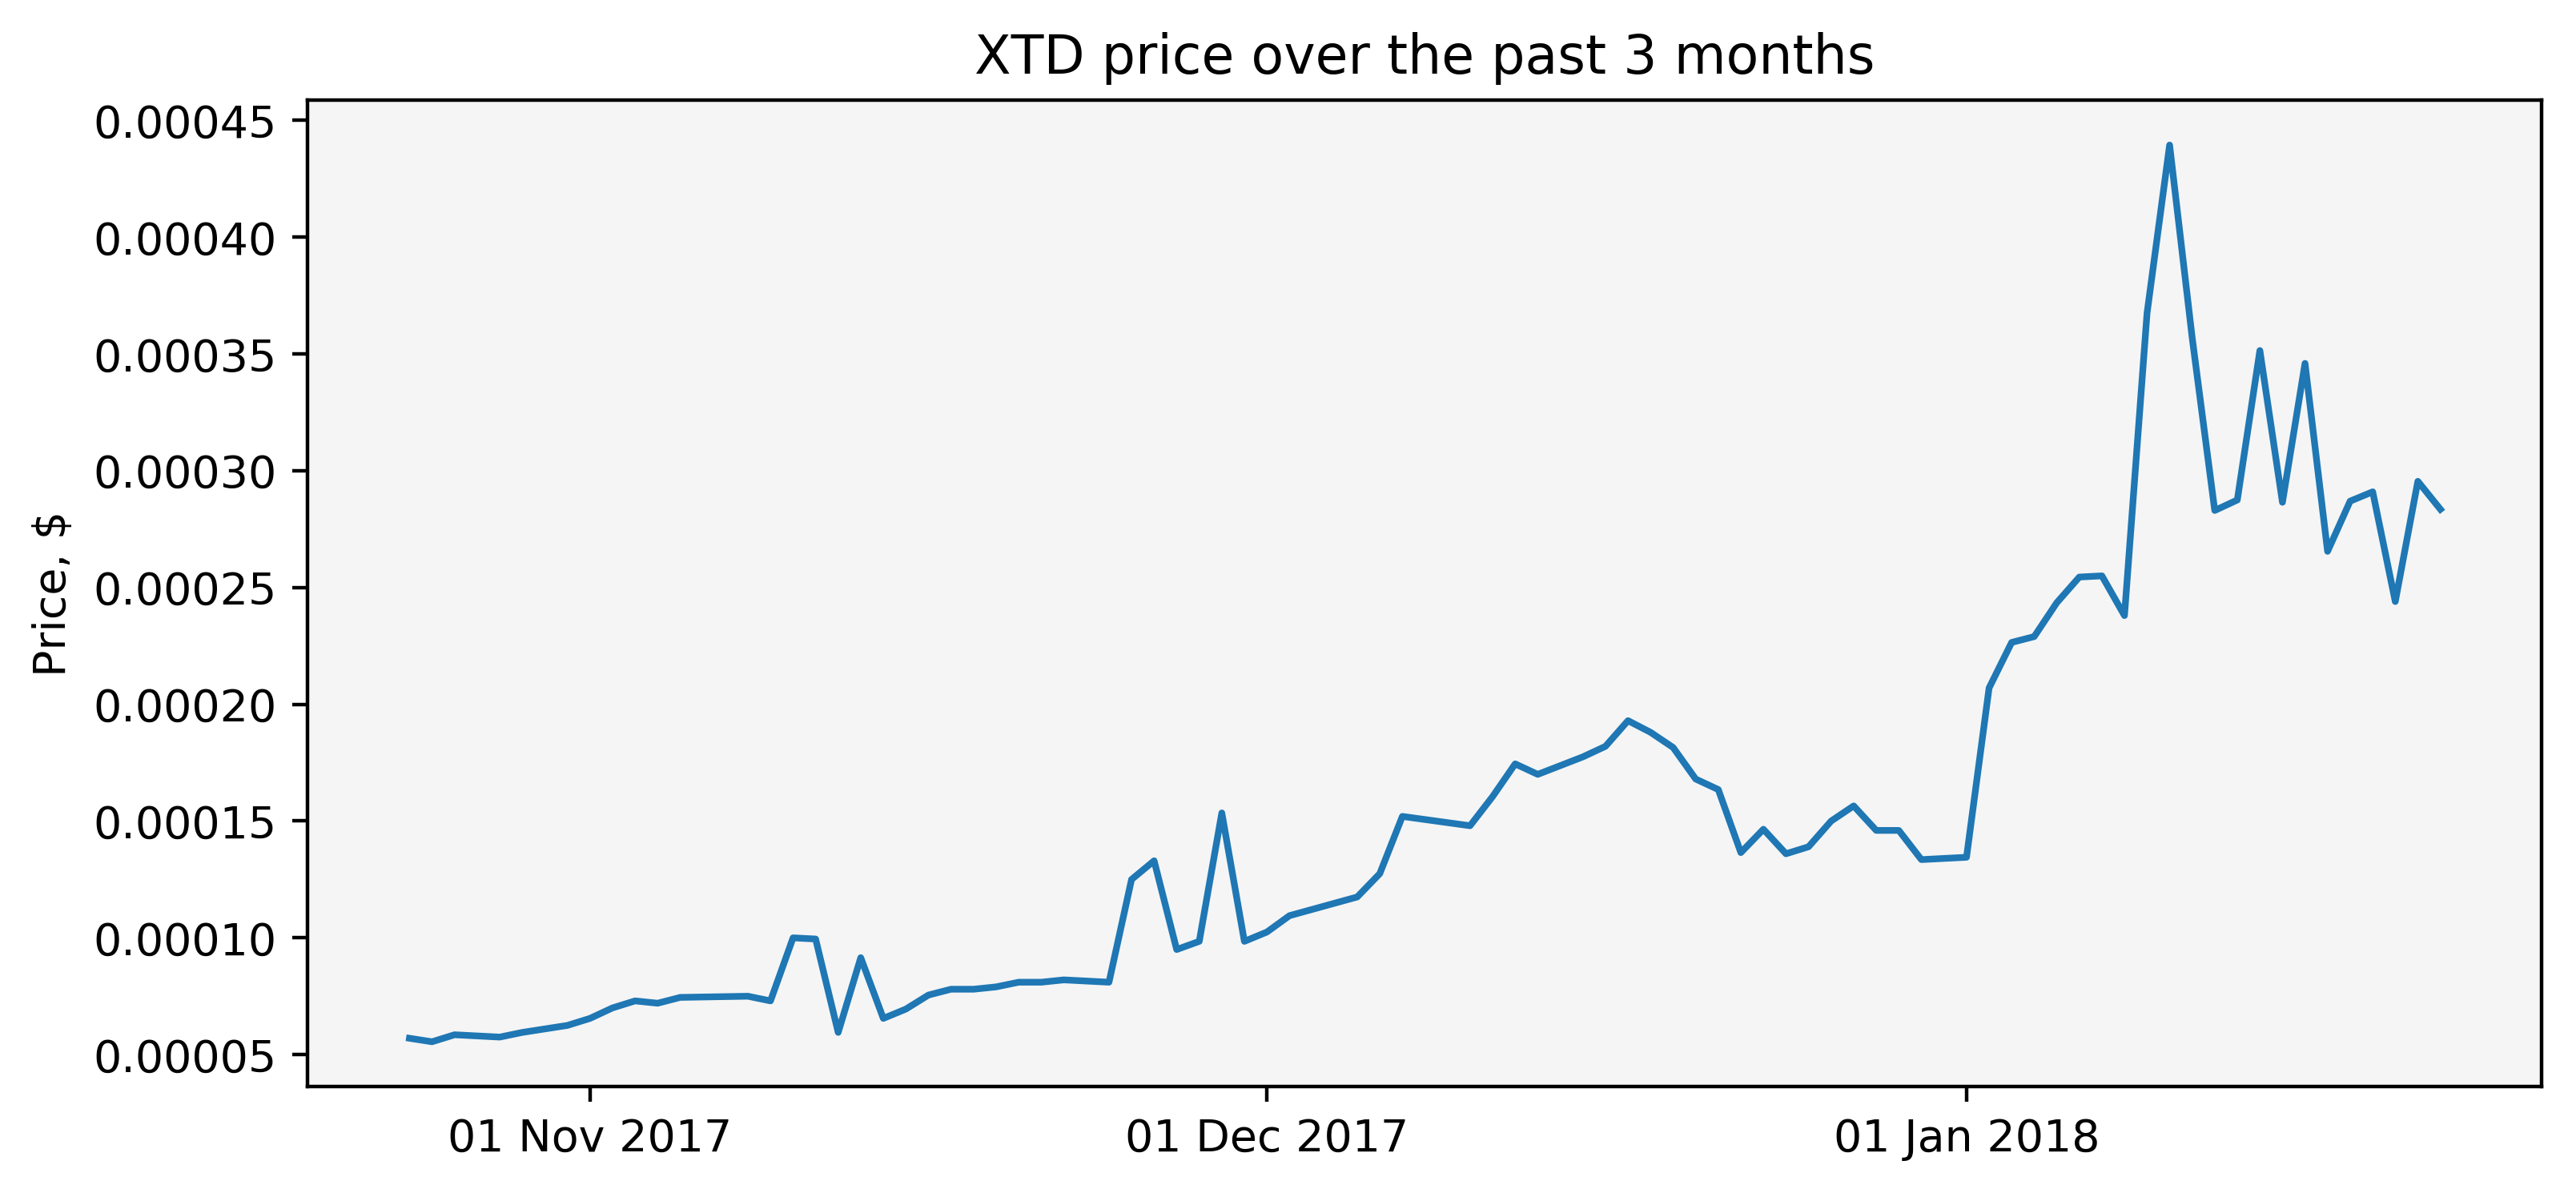 XTD price over the past 3 months
Price, $
0.00045
0.00040
0.00035
0.00030
0.00025
0.00020
0.00015
0.00010
0.00005
01 Nov 2017
01 Dec 2017
01 Jan 2018